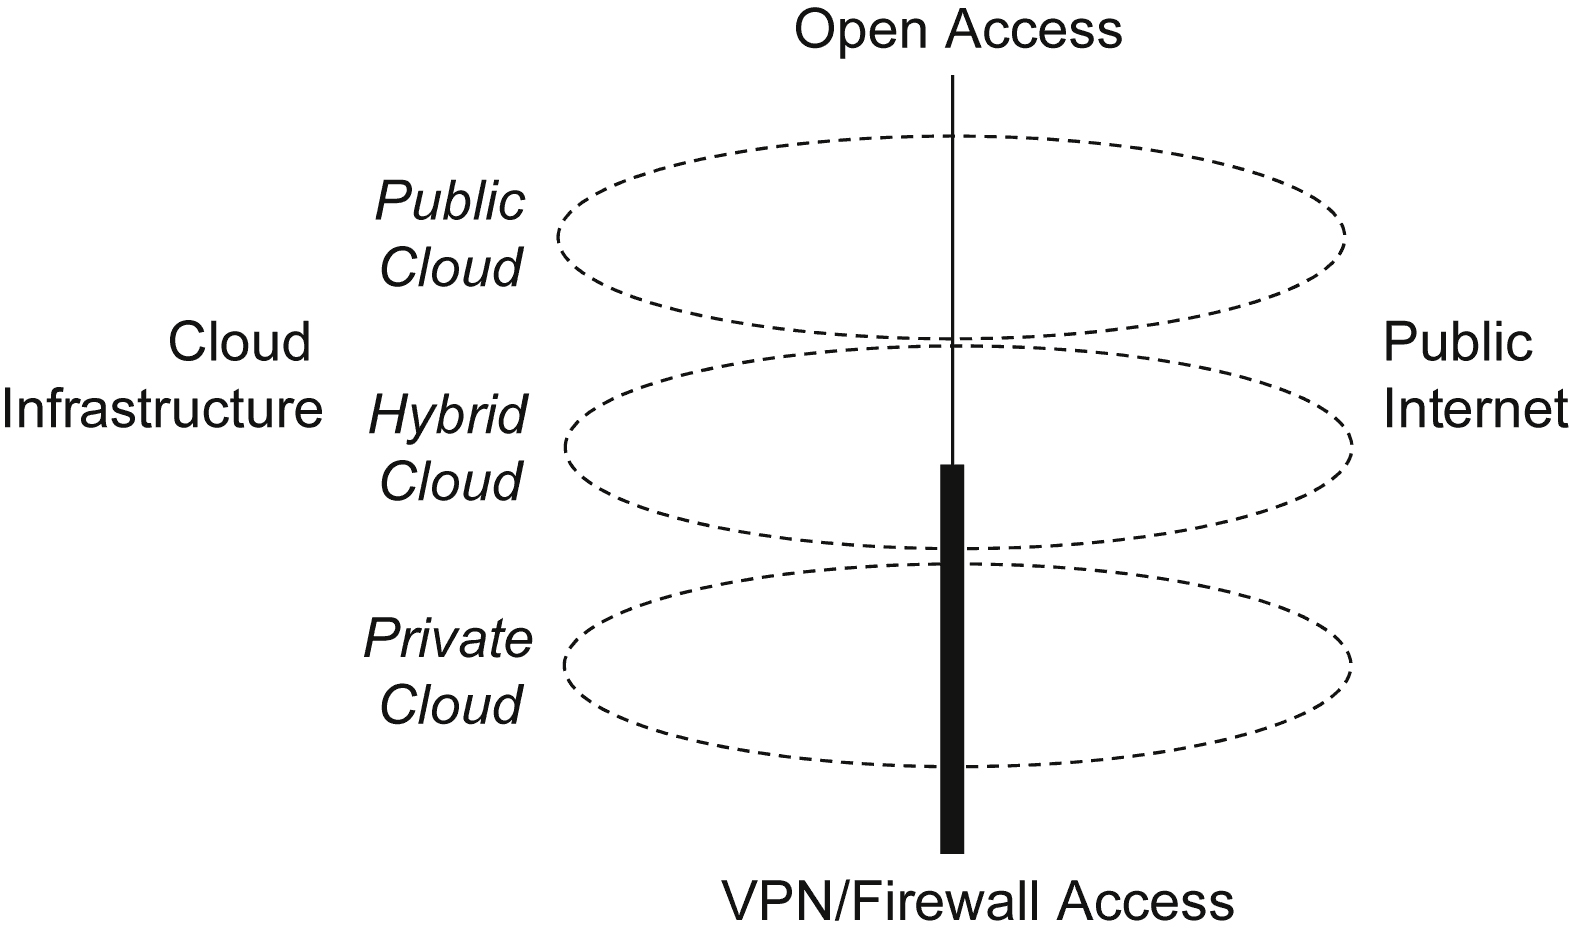 Open Access
Public
Cloud
Cloud
Infrastructure
Public
Internet
Hybrid
Cloud
Private
Cloud
VPN/Firewall Access